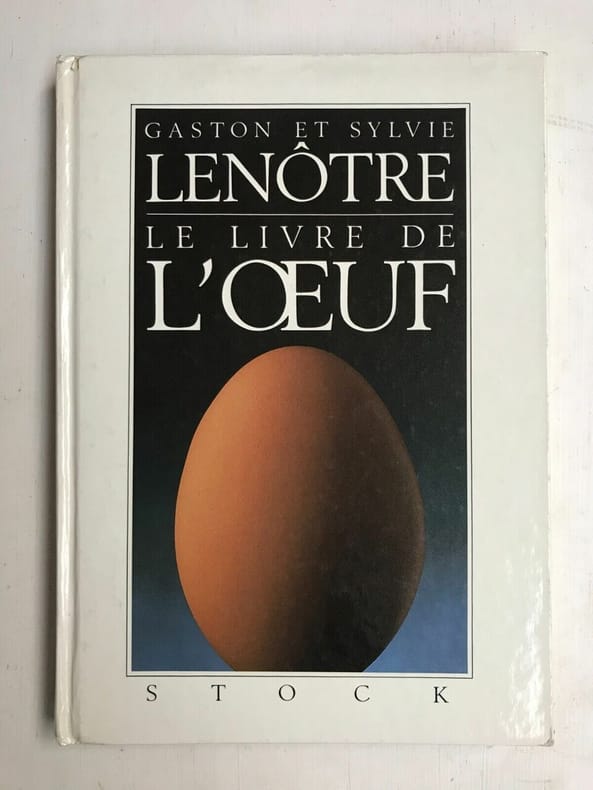 GASTON ET SYLVIE
LENÔTRE
LE LIVRE DE
L'ŒUF
STOCK